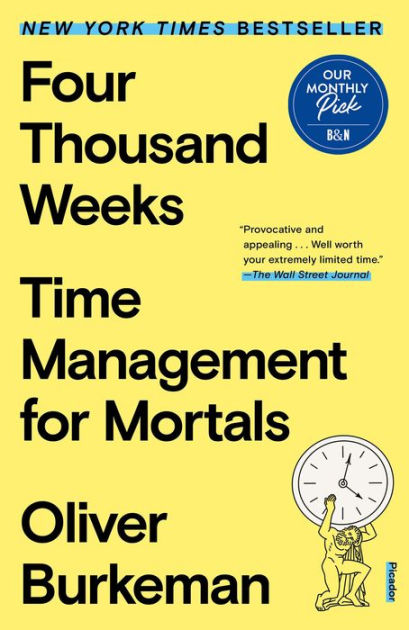 NEW YORK TIMES BESTSELLER
Four
Thousand
Weeks
OUR
MONTHLY
Pick
B&N
“Provocative and
appealing . . . Well worth
your extremely limited time.”
—The Wall Street Journal
Time
Management
for Mortals
Oliver
Burkeman
Picador